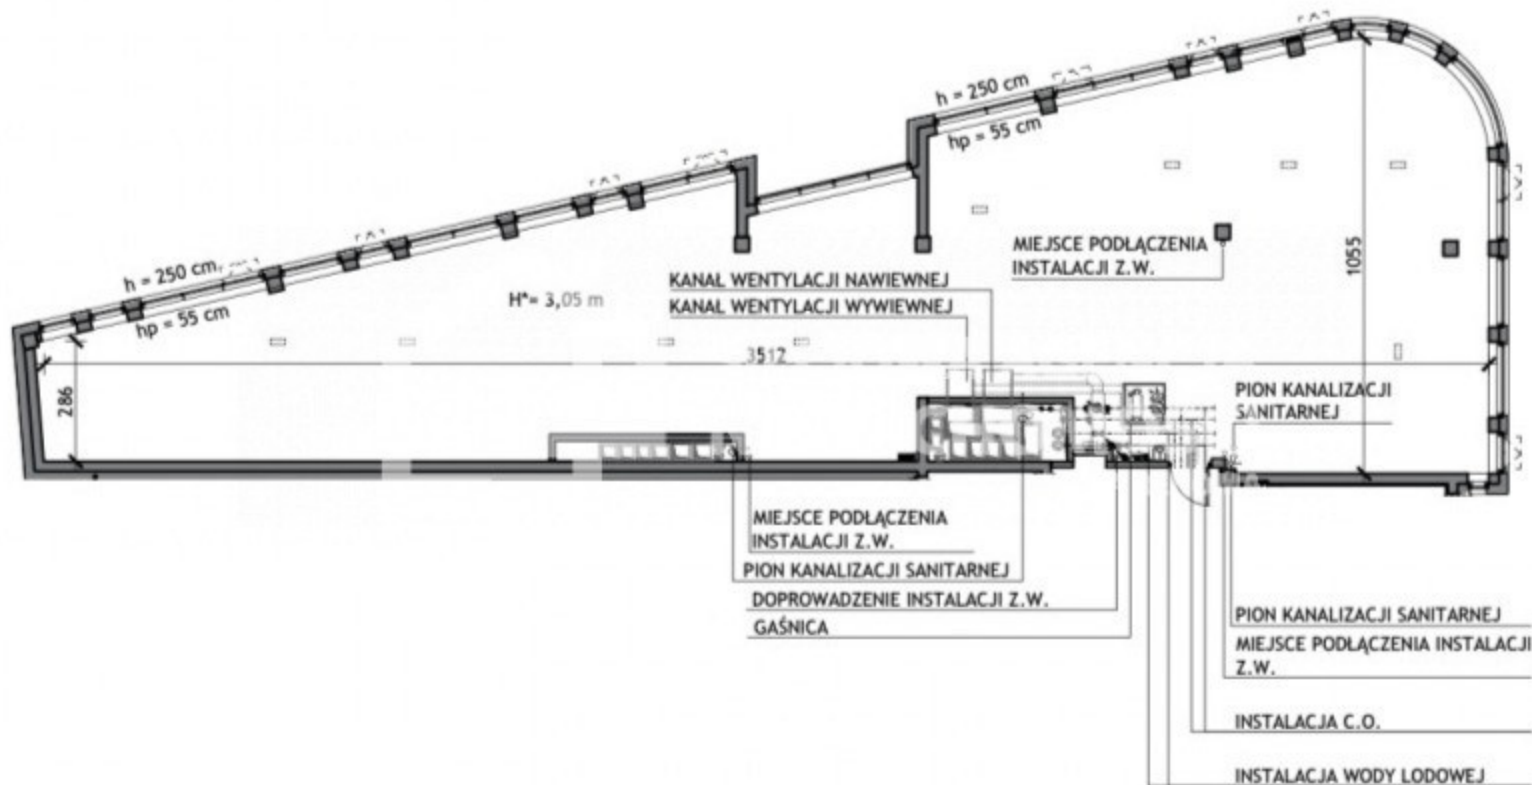 h = 250 cm
hp = 55 cm
h = 250 cm
hp = 55 cm
H*= 3,05 m
KANAŁ WENTYLACJI NAWIEWNEJ
KANAŁ WENTYLACJI WYWIEWNEJ
MIEJSCE PODŁĄCZENIA
INSTALACJI Z.W.
1055
3512
286
PION KANALIZACJI
SANITARNEJ
MIEJSCE PODŁĄCZENIA
INSTALACJI Z.W.
PION KANALIZACJI SANITARNEJ
DOPROWADZENIE INSTALACJI Z.W.
GAŚNICA
PION KANALIZACJI SANITARNEJ
MIEJSCE PODŁĄCZENIA INSTALACJI
Z.W.
INSTALACJA C.O.
INSTALACJA WODY LODOWEJ